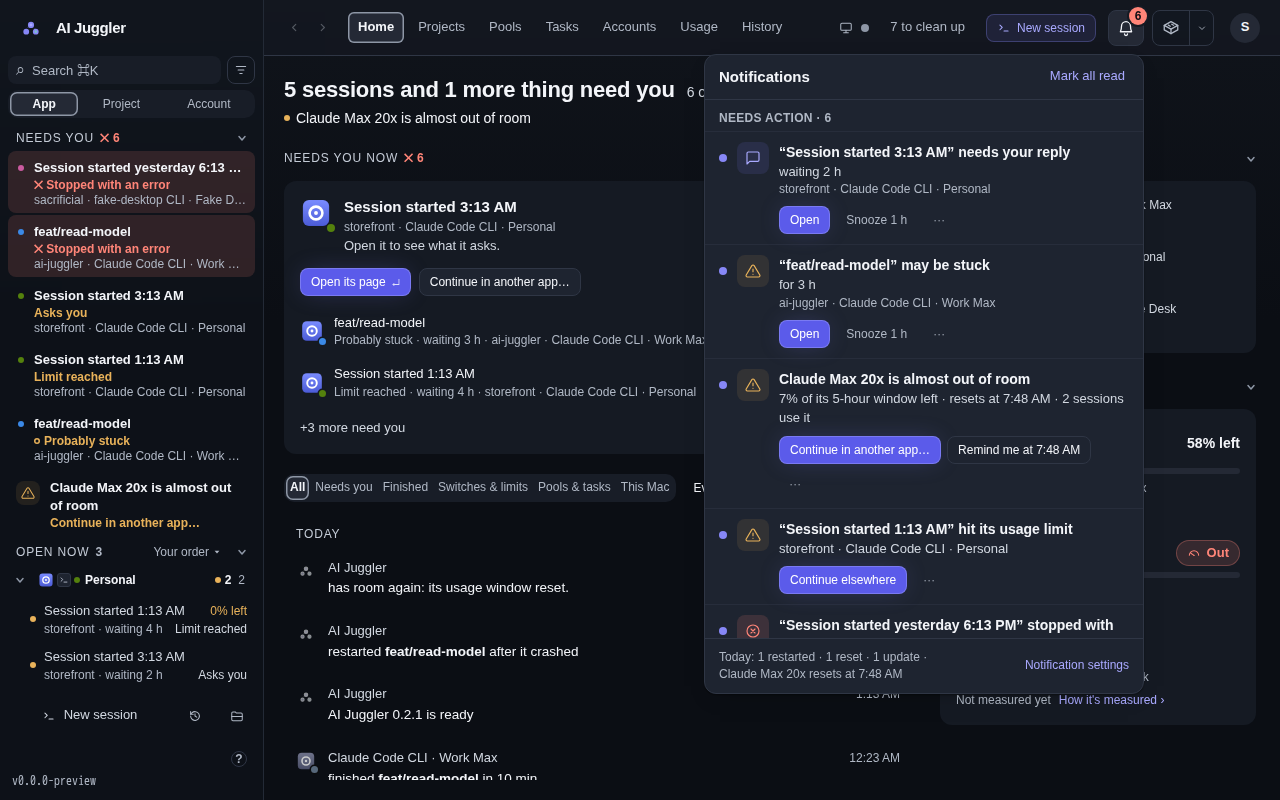 AI Juggler
Search ⌘K
App
Project
Account
NEEDS YOU 6
Session started yesterday 6:13 …
Stopped with an error
sacrificial · fake-desktop CLI · Fake D…
feat/read-model
Stopped with an error
ai-juggler · Claude Code CLI · Work …
Session started 3:13 AM
Asks you
storefront · Claude Code CLI · Personal
Session started 1:13 AM
Limit reached
storefront · Claude Code CLI · Personal
feat/read-model
Probably stuck
ai-juggler · Claude Code CLI · Work …
Claude Max 20x is almost out
of room
Continue in another app…
OPEN NOW 3
Your order
Personal
2 2
Session started 1:13 AM
0% left
storefront · waiting 4 h
Limit reached
Session started 3:13 AM
storefront · waiting 2 h
Asks you
New session
?
v0.0.0-preview
Home
Projects
Pools
Tasks
Accounts
Usage
History
7 to clean up
New session
6
S
5 sessions and 1 more thing need you
Claude Max 20x is almost out of room
NEEDS YOU NOW 6
Session started 3:13 AM
storefront · Claude Code CLI · Personal
Open it to see what it asks.
Open its page
Continue in another app…
feat/read-model
Probably stuck · waiting 3 h · ai-juggler · Claude Code CLI · Work Max
Session started 1:13 AM
Limit reached · waiting 4 h · storefront · Claude Code CLI · Personal
+3 more need you
All
Needs you
Finished
Switches & limits
Pools & tasks
This Mac
TODAY
AI Juggler
has room again: its usage window reset.
AI Juggler
restarted feat/read-model after it crashed
AI Juggler
1:13 AM
AI Juggler 0.2.1 is ready
Claude Code CLI · Work Max
12:23 AM
finished feat/read-model in 10 min
Notifications
Mark all read
NEEDS ACTION · 6
“Session started 3:13 AM” needs your reply
waiting 2 h
storefront · Claude Code CLI · Personal
Open
Snooze 1 h
…
“feat/read-model” may be stuck
for 3 h
ai-juggler · Claude Code CLI · Work Max
Open
Snooze 1 h
…
Claude Max 20x is almost out of room
7% of its 5-hour window left · resets at 7:48 AM · 2 sessions
use it
Continue in another app…
Remind me at 7:48 AM
…
“Session started 1:13 AM” hit its usage limit
storefront · Claude Code CLI · Personal
Continue elsewhere
…
“Session started yesterday 6:13 PM” stopped with
Today: 1 restarted · 1 reset · 1 update ·
Claude Max 20x resets at 7:48 AM
Notification settings
Max
Desk
58% left
Out
Not measured yet
How it's measured ›